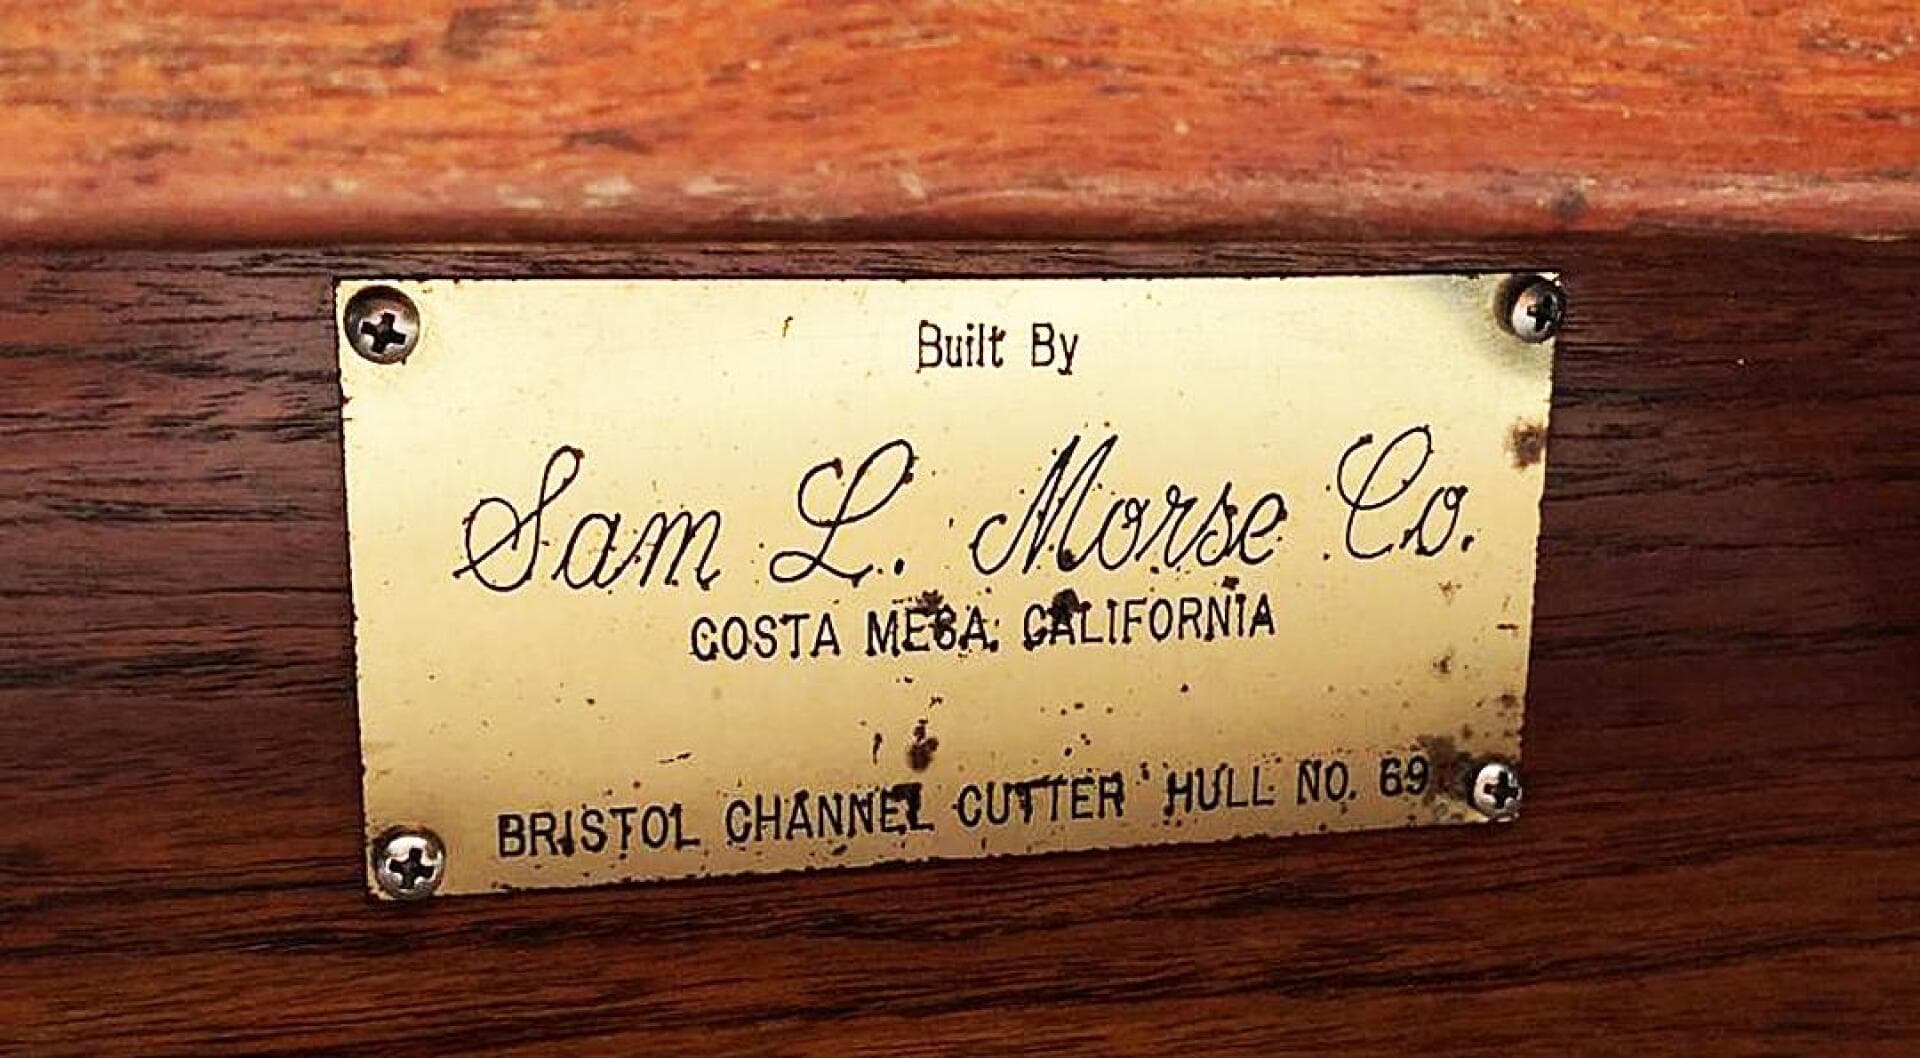 Built By
Sam L. Morse Co.
COSTA MESA, CALIFORNIA
BRISTOL CHANNEL CUTTER HULL NO. 69